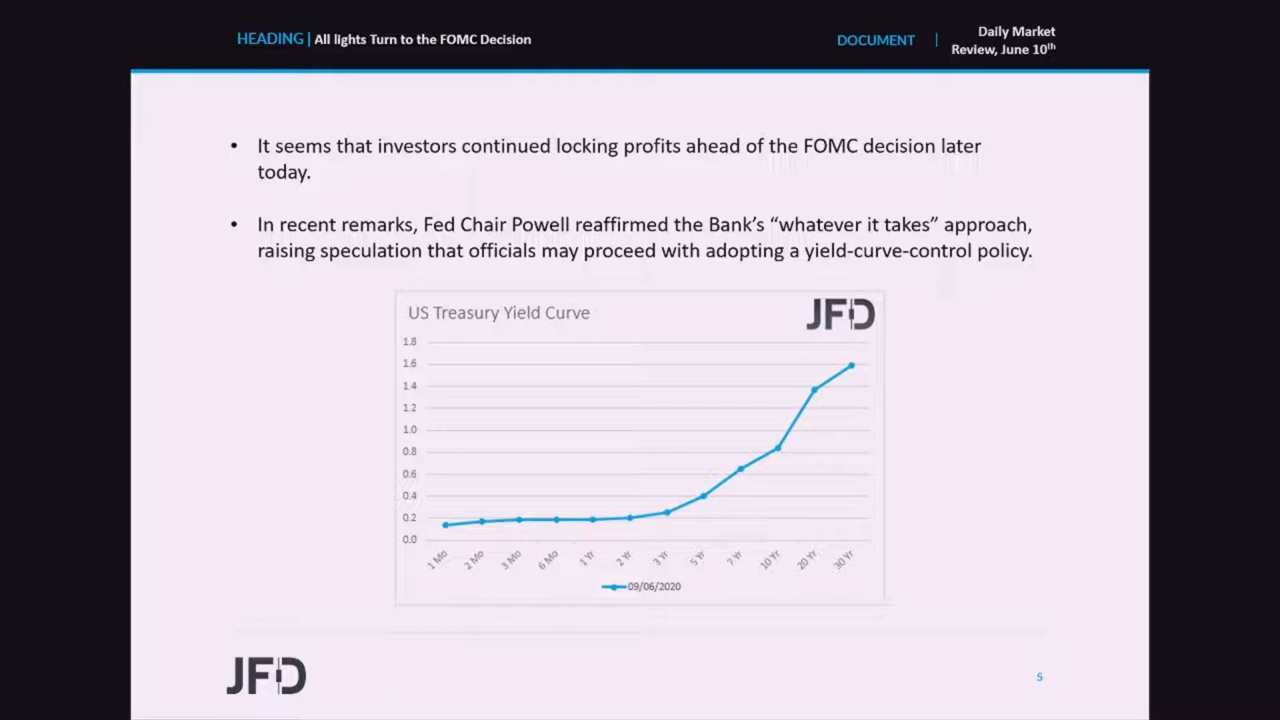 HEADING | All lights Turn to the FOMC Decision
DOCUMENT | Daily Market
Review, June 10th
• It seems that investors continued locking profits ahead of the FOMC decision later
today.
• In recent remarks, Fed Chair Powell reaffirmed the Bank’s “whatever it takes” approach,
raising speculation that officials may proceed with adopting a yield-curve-control policy.
US Treasury Yield Curve
JFD
1.8
1.6
1.4
1.2
1.0
0.8
0.6
0.4
0.2
0.0
1 Mo 2 Mo 3 Mo 6 Mo 1 Yr 2 Yr 3 Yr 5 Yr 7 Yr 10 Yr 20 Yr 30 Yr
09/06/2020
JFD
5